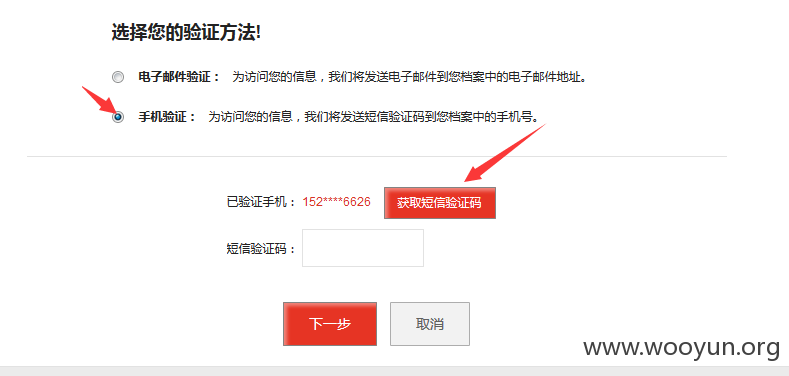 选择您的验证方法!
电子邮件验证： 为访问您的信息，我们将发送电子邮件到您档案中的电子邮件地址。
手机验证： 为访问您的信息，我们将发送短信验证码到您档案中的手机号。
已验证手机： 152****6626 获取短信验证码
短信验证码：
下一步 取消
www.wooyun.org